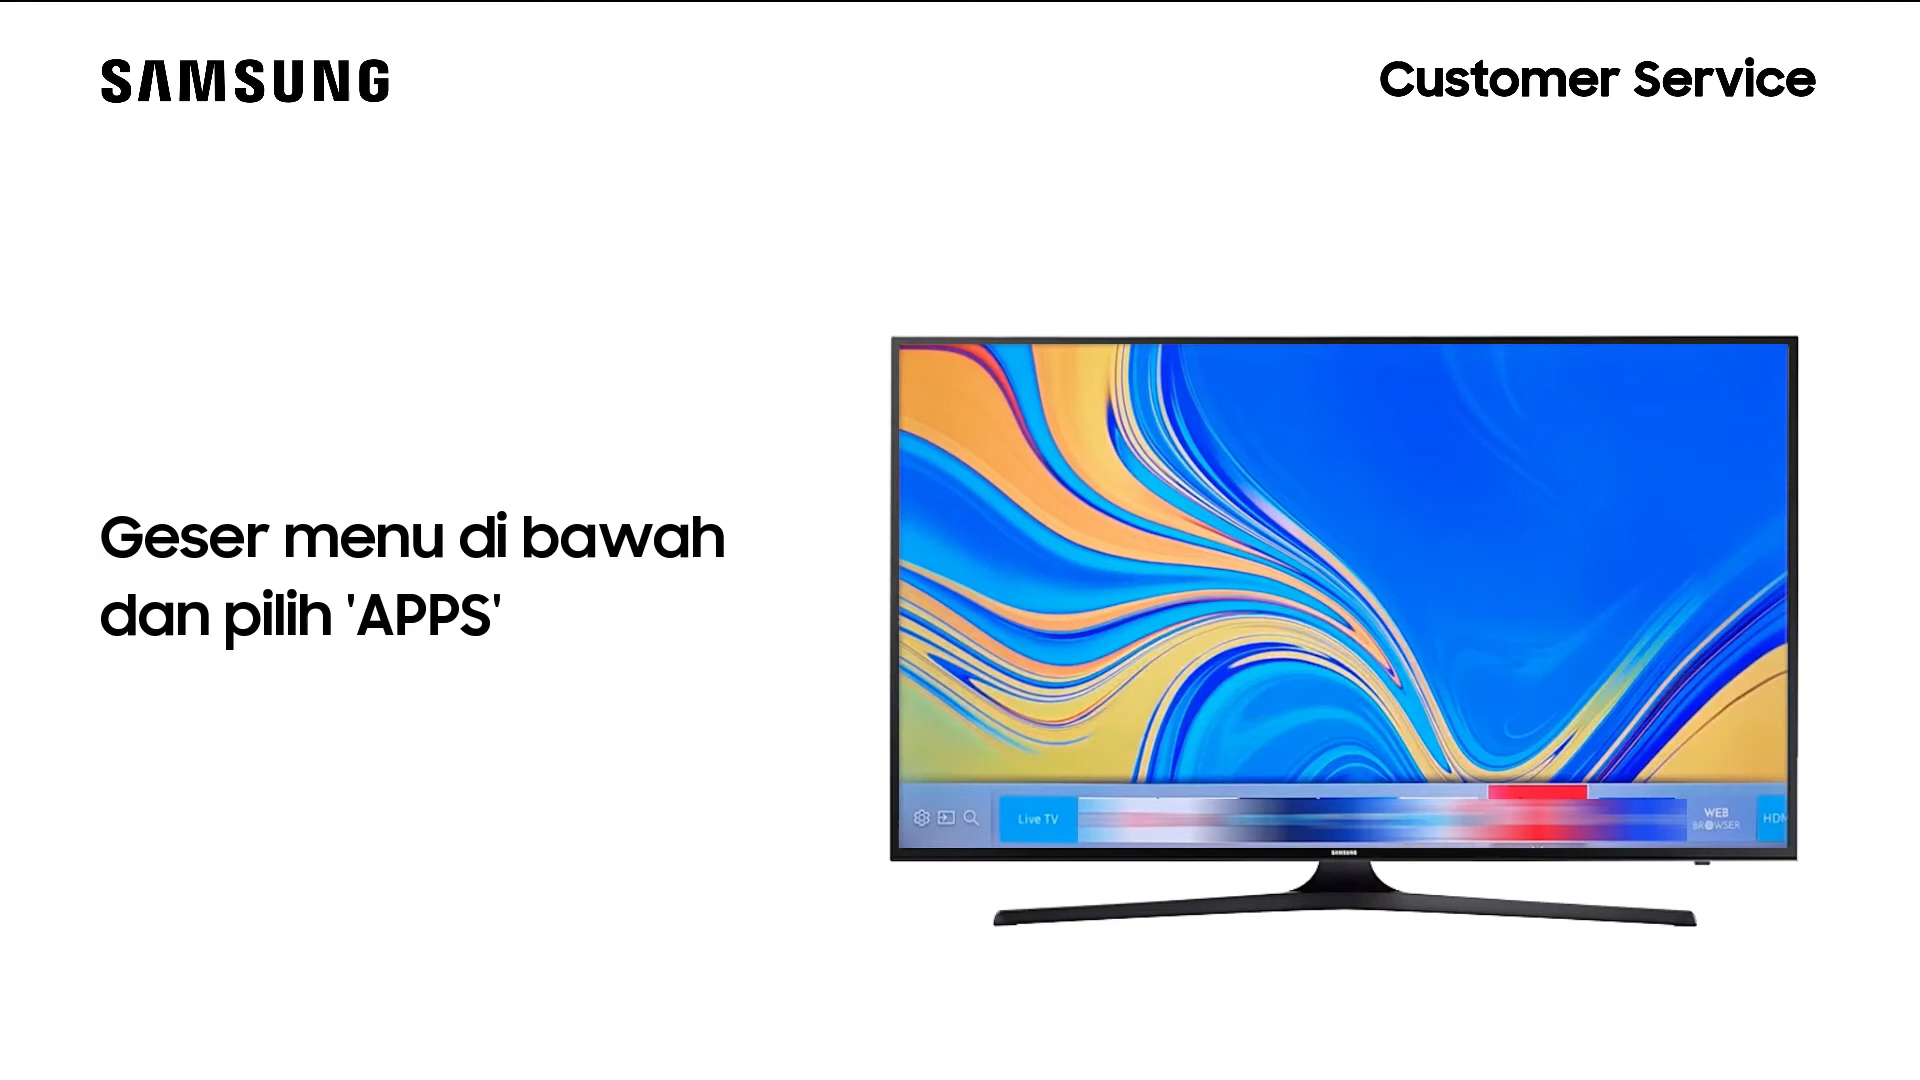 SAMSUNG
Customer Service
Geser menu di bawah
dan pilih 'APPS'
Live TV
WEB
BROWSER
SAMSUNG